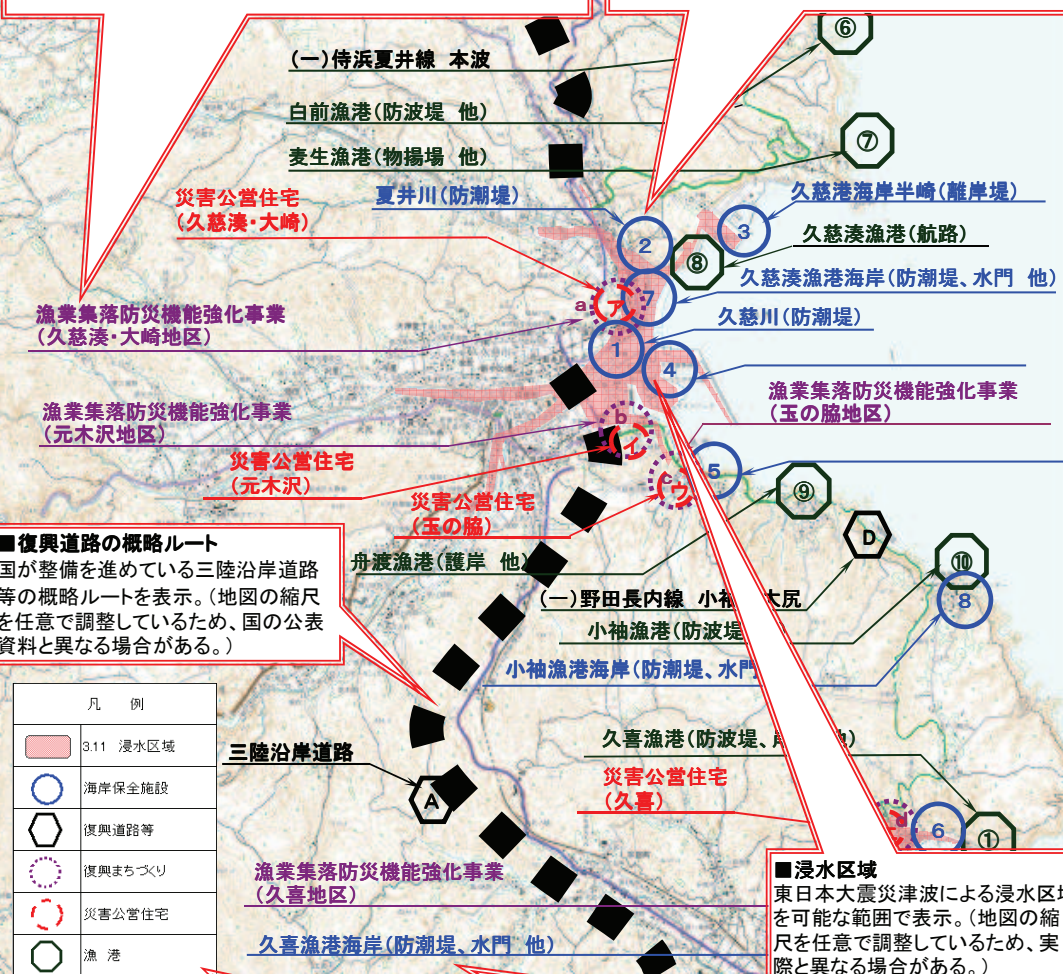 (一)侍浜夏井線 本波
⑥
白前漁港(防波堤 他)
麦生漁港(物揚場 他)
⑦
災害公営住宅
(久慈湊・大崎)
夏井川(防潮堤)
久慈港海岸半崎(離岸堤)
2
3
久慈湊漁港(航路)
⑧
久慈湊漁港海岸(防潮堤、水門 他)
7
a
ア
漁業集落防災機能強化事業
(久慈湊・大崎地区)
久慈川(防潮堤)
1
4
漁業集落防災機能強化事業
(玉の脇地区)
漁業集落防災機能強化事業
(元木沢地区)
b
イ
災害公営住宅
(元木沢)
c
ウ
5
⑨
災害公営住宅
(玉の脇)
D
■復興道路の概略ルート
国が整備を進めている三陸沿岸道路
等の概略ルートを表示。(地図の縮尺
を任意で調整しているため、国の公表
資料と異なる場合がある。)
舟渡漁港(護岸 他)
⑩
(一)野田長内線 小袖 大尻
8
小袖漁港(防波堤
小袖漁港海岸(防潮堤、水門
凡 例
3.11 浸水区域
海岸保全施設
復興道路等
復興まちづくり
災害公営住宅
漁 港
三陸沿岸道路
A
久喜漁港(防波堤、岸 他)
災害公営住宅
(久喜)
d
6
①
漁業集落防災機能強化事業
(久喜地区)
久喜漁港海岸(防潮堤、水門 他)
■浸水区域
東日本大震災津波による浸水区域
を可能な範囲で表示。(地図の縮
尺を任意で調整しているため、実
際と異なる場合がある。)